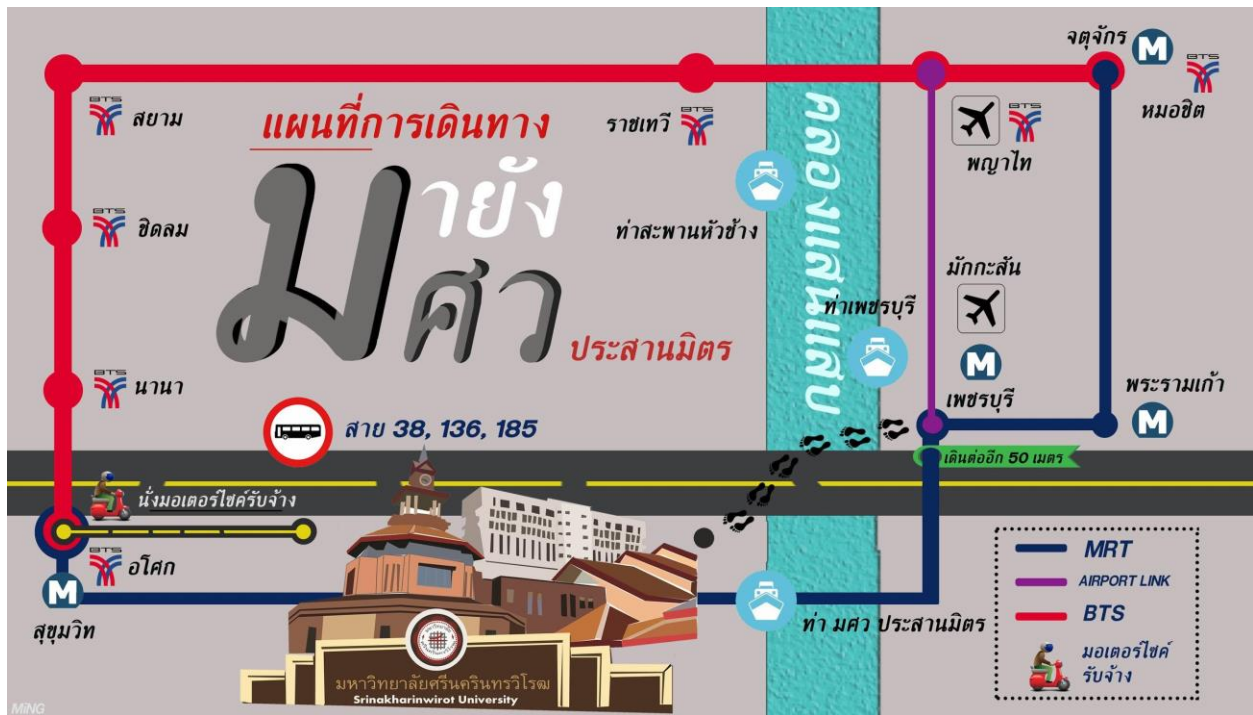 จตุจักร
M
BTS
หมอชิต
BTS
สยาม
แผนที่การเดินทาง
มายัง
มศว
ประสานมิตร
ราชเทวี
BTS
BTS
พญาไท
คลองแสนแสบ
ท่าสะพานหัวช้าง
BTS
ชิดลม
มักกะสัน
ท่าเพชรบุรี
M
เพชรบุรี
BTS
นานา
พระรามเก้า
M
สาย 38, 136, 185
เดินต่ออีก 50 เมตร
นั่งมอเตอร์ไซค์รับจ้าง
BTS
อโศก
M
สุขุมวิท
ท่า มศว ประสานมิตร
มหาวิทยาลัยศรีนครินทรวิโรฒ
Srinakharinwirot University
MRT
AIRPORT LINK
BTS
มอเตอร์ไซค์
รับจ้าง
MiNG